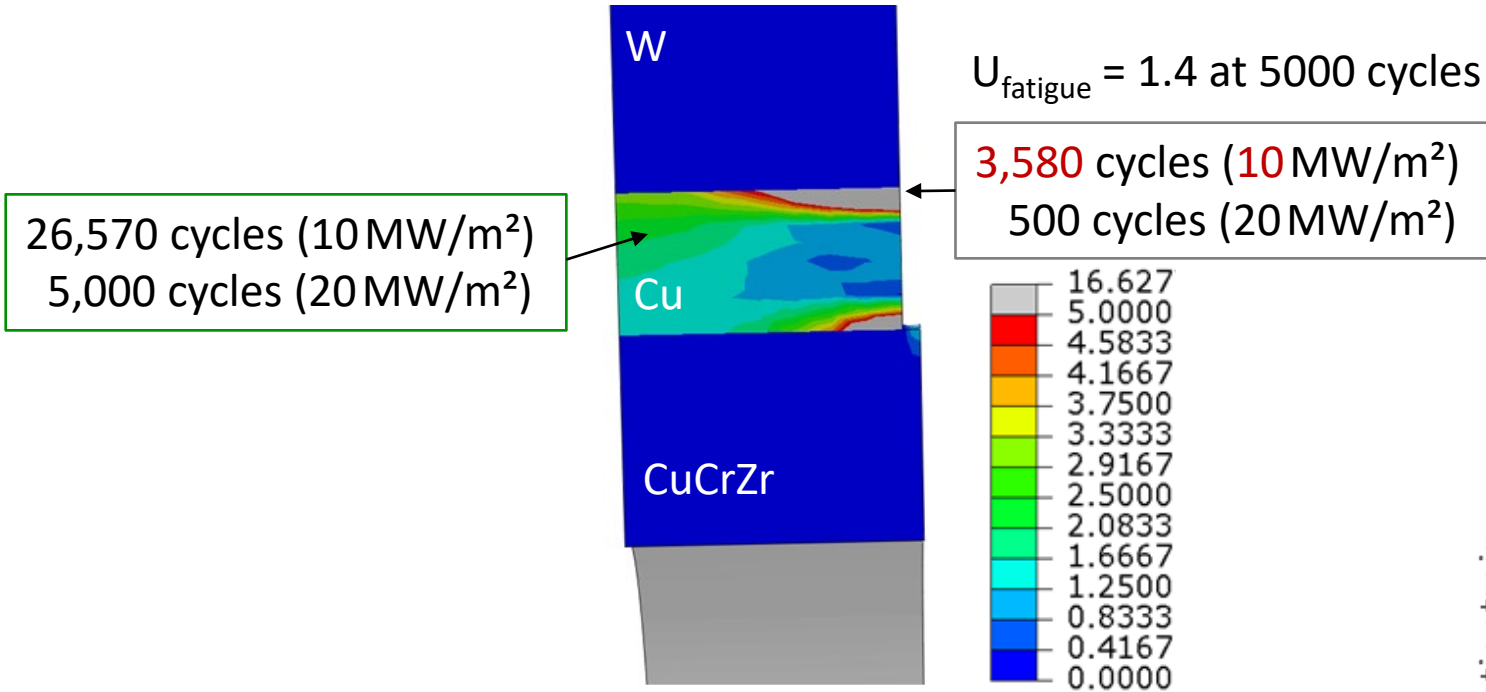 W
U_fatigue = 1.4 at 5000 cycles
3,580 cycles (10 MW/m²)
500 cycles (20 MW/m²)
26,570 cycles (10 MW/m²)
5,000 cycles (20 MW/m²)
Cu
CuCrZr
16.627
5.0000
4.5833
4.1667
3.7500
3.3333
2.9167
2.5000
2.0833
1.6667
1.2500
0.8333
0.4167
0.0000